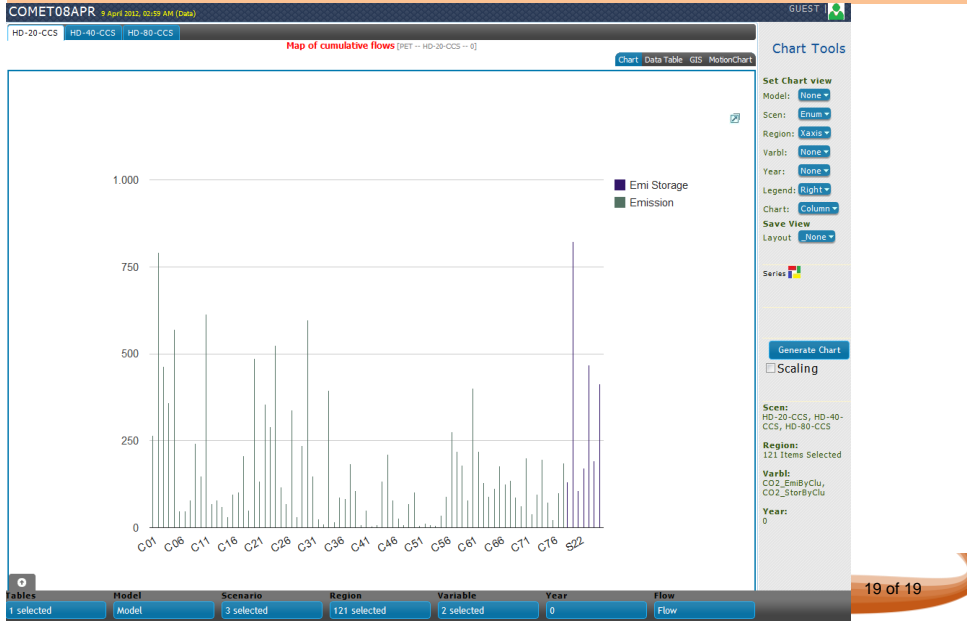 COMET08APR 9 April 2012, 02:59 AM (Data)
GUEST |
HD-20-CCS HD-40-CCS HD-80-CCS
Map of cumulative flows [PET -- HD-20-CCS -- 0]
Chart Data Table GIS MotionChart
Chart Tools
Set Chart view
Model: None
Scen: Enum
Region: Xaxis
Varbl: None
Year: None
Legend: Right
Chart: Column
Save View
Layout _None
Series
Generate Chart
Scaling
Scen:
HD-20-CCS, HD-40-
CCS, HD-80-CCS
Region:
121 Items Selected
Varbl:
CO2_EmiByClu,
CO2_StorByClu
Year:
0
1.000
750
500
250
0
Emi Storage
Emission
C01 C06 C11 C16 C21 C26 C31 C36 C41 C46 C51 C56 C61 C66 C71 C76 S22
Tables Model Scenario Region Variable Year Flow
1 selected Model 3 selected 121 selected 2 selected 0 Flow
19 of 19